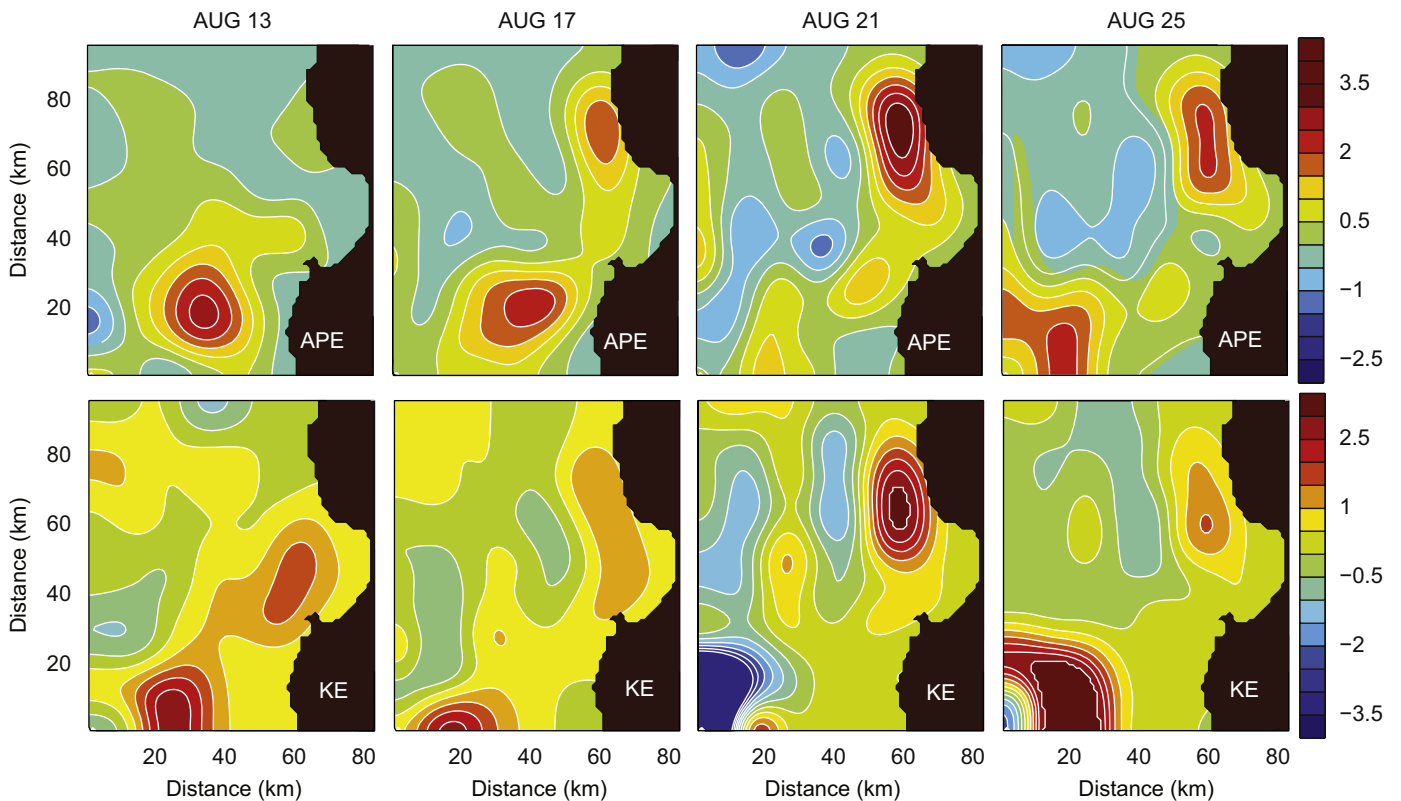 AUG 13 AUG 17 AUG 21 AUG 25
Distance (km)
80
60
40
20
APE APE APE APE
3.5
2
0.5
−1
−2.5
Distance (km)
80
60
40
20
KE KE KE KE
2.5
1
−0.5
−2
−3.5
20 40 60 80 20 40 60 80 20 40 60 80 20 40 60 80
Distance (km) Distance (km) Distance (km) Distance (km)